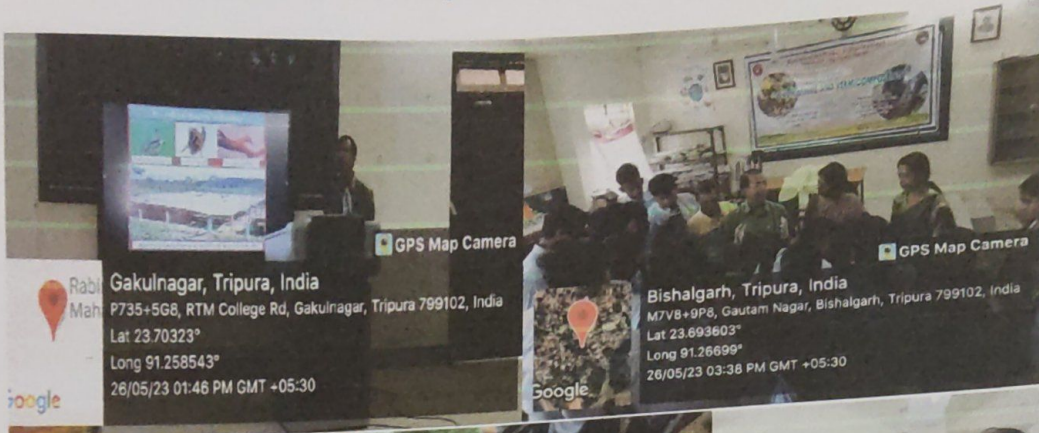 GPS Map Camera
Rabi
Mah
Gakulnagar, Tripura, India
P735+5G8, RTM College Rd, Gakulnagar, Tripura 799102, India
Lat 23.70323°
Long 91.258543°
26/05/23 01:46 PM GMT +05:30
Google
AND VERMICOMPOSTING
GPS Map Camera
Bishalgarh, Tripura, India
M7V8+9P8, Gautam Nagar, Bishalgarh, Tripura 799102, India
Lat 23.693603°
Long 91.26699°
26/05/23 03:38 PM GMT +05:30
Google